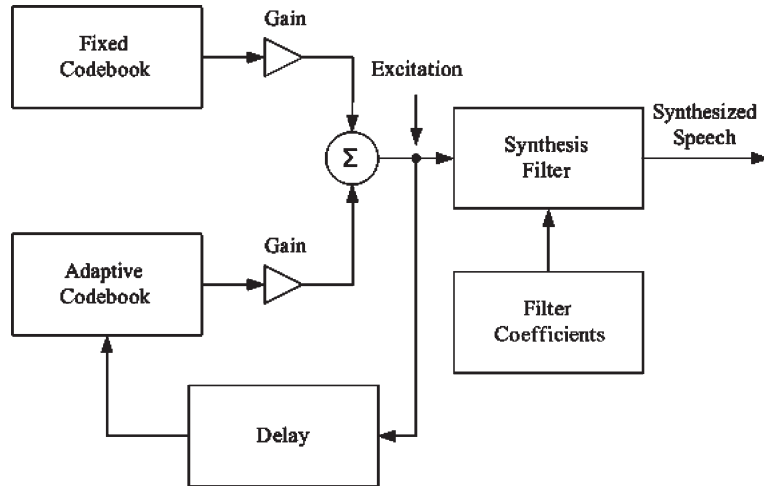 Gain
Fixed
Codebook
Excitation
Synthesized
Speech
Σ
Synthesis
Filter
Gain
Adaptive
Codebook
Filter
Coefficients
Delay